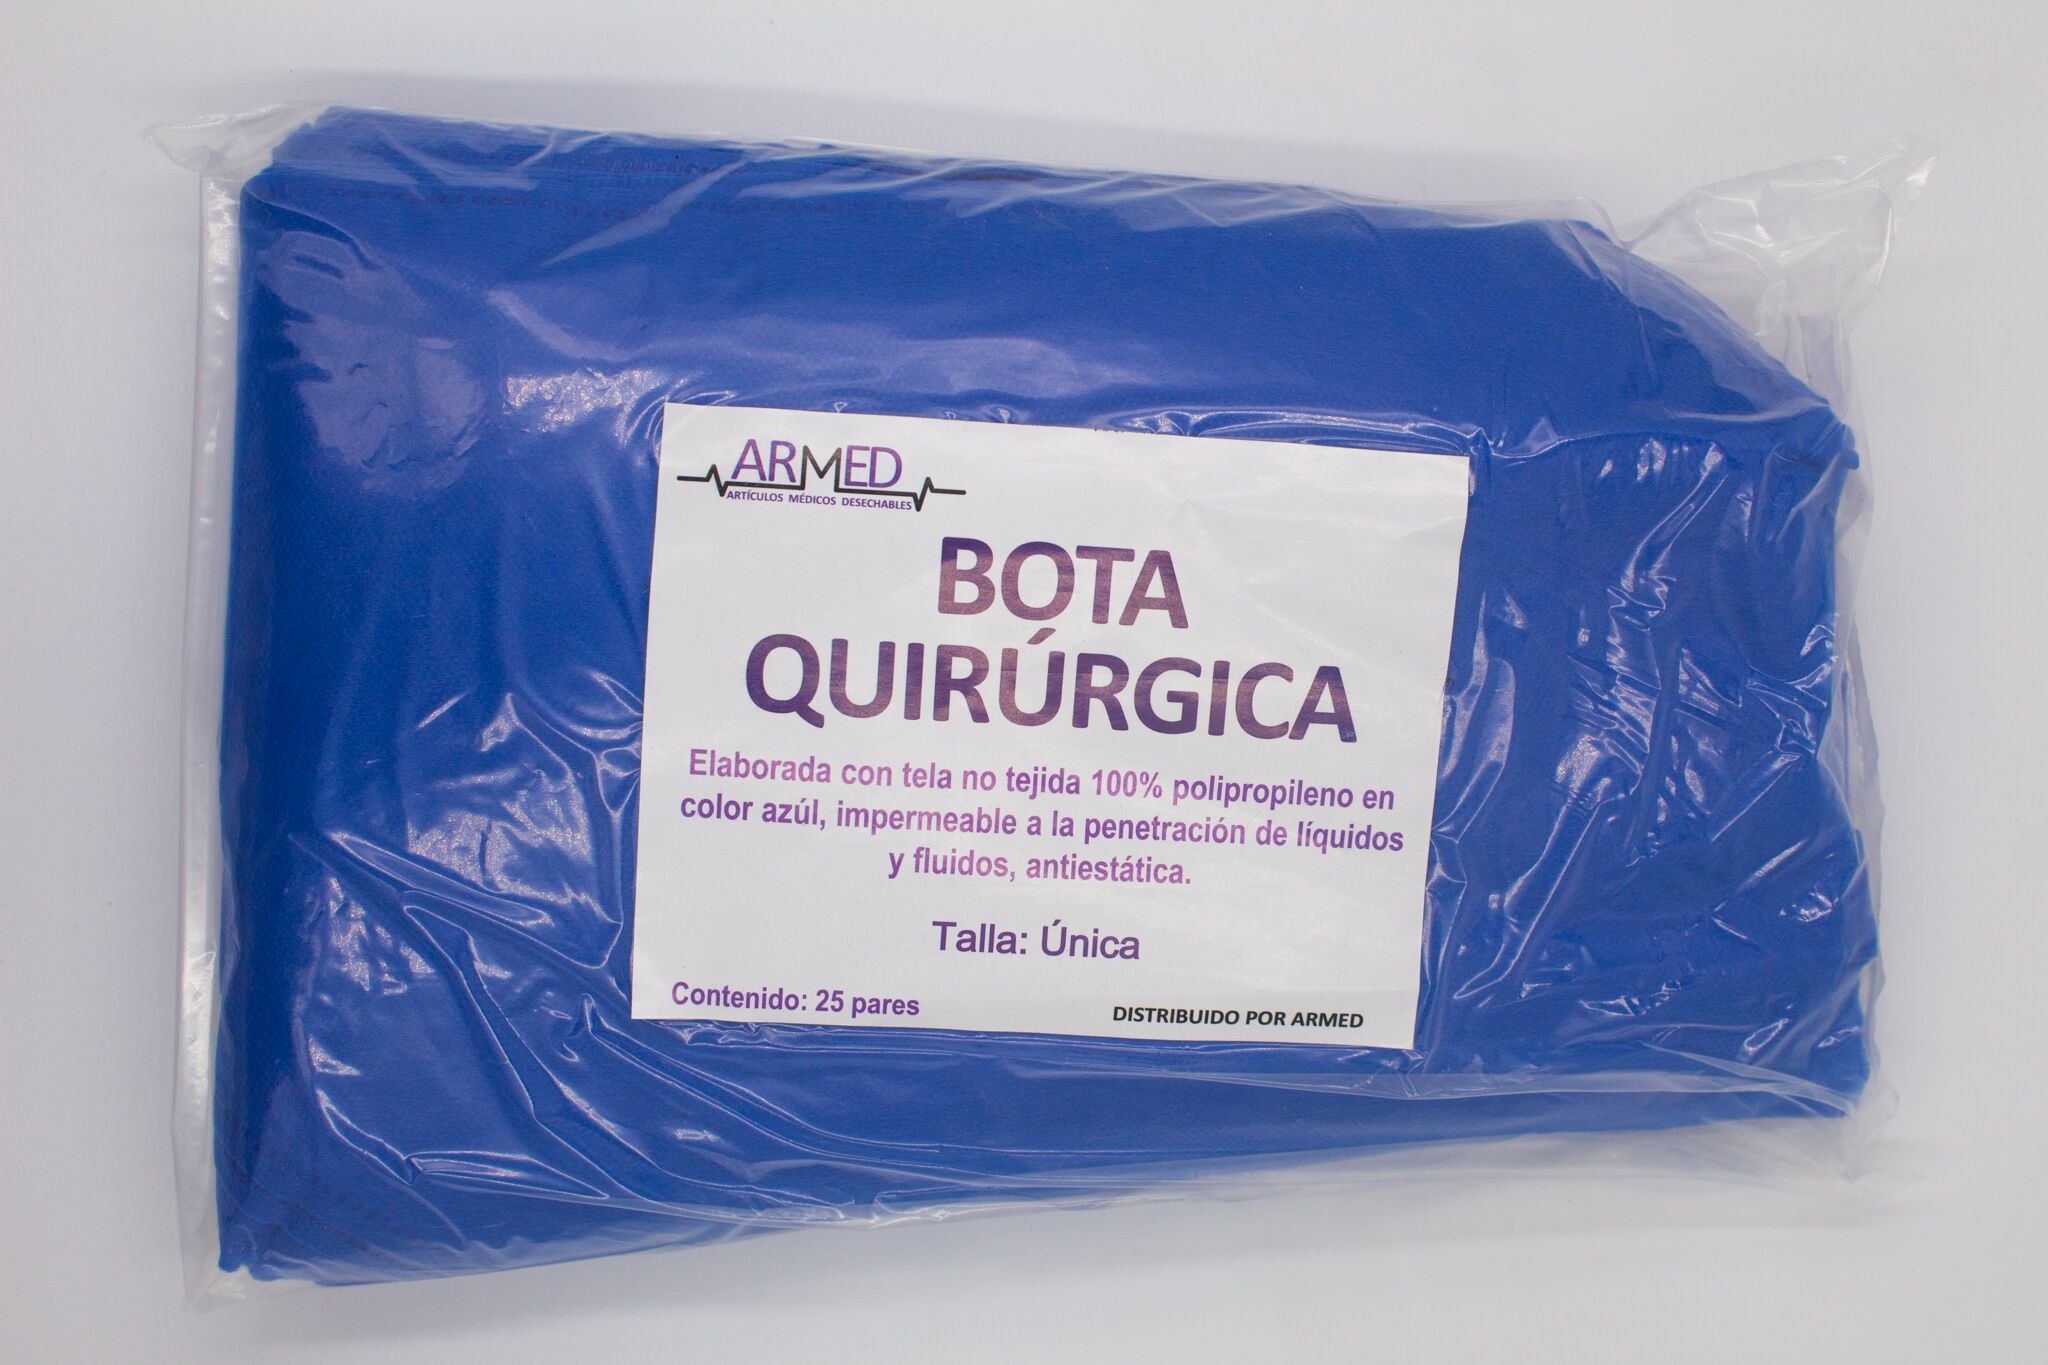 ARMED
ARTÍCULOS MÉDICOS DESECHABLES
BOTA
QUIRÚRGICA
Elaborada con tela no tejida 100% polipropileno en
color azúl, impermeable a la penetración de líquidos
y fluidos, antiestática.
Talla: Única
Contenido: 25 pares
DISTRIBUIDO POR ARMED